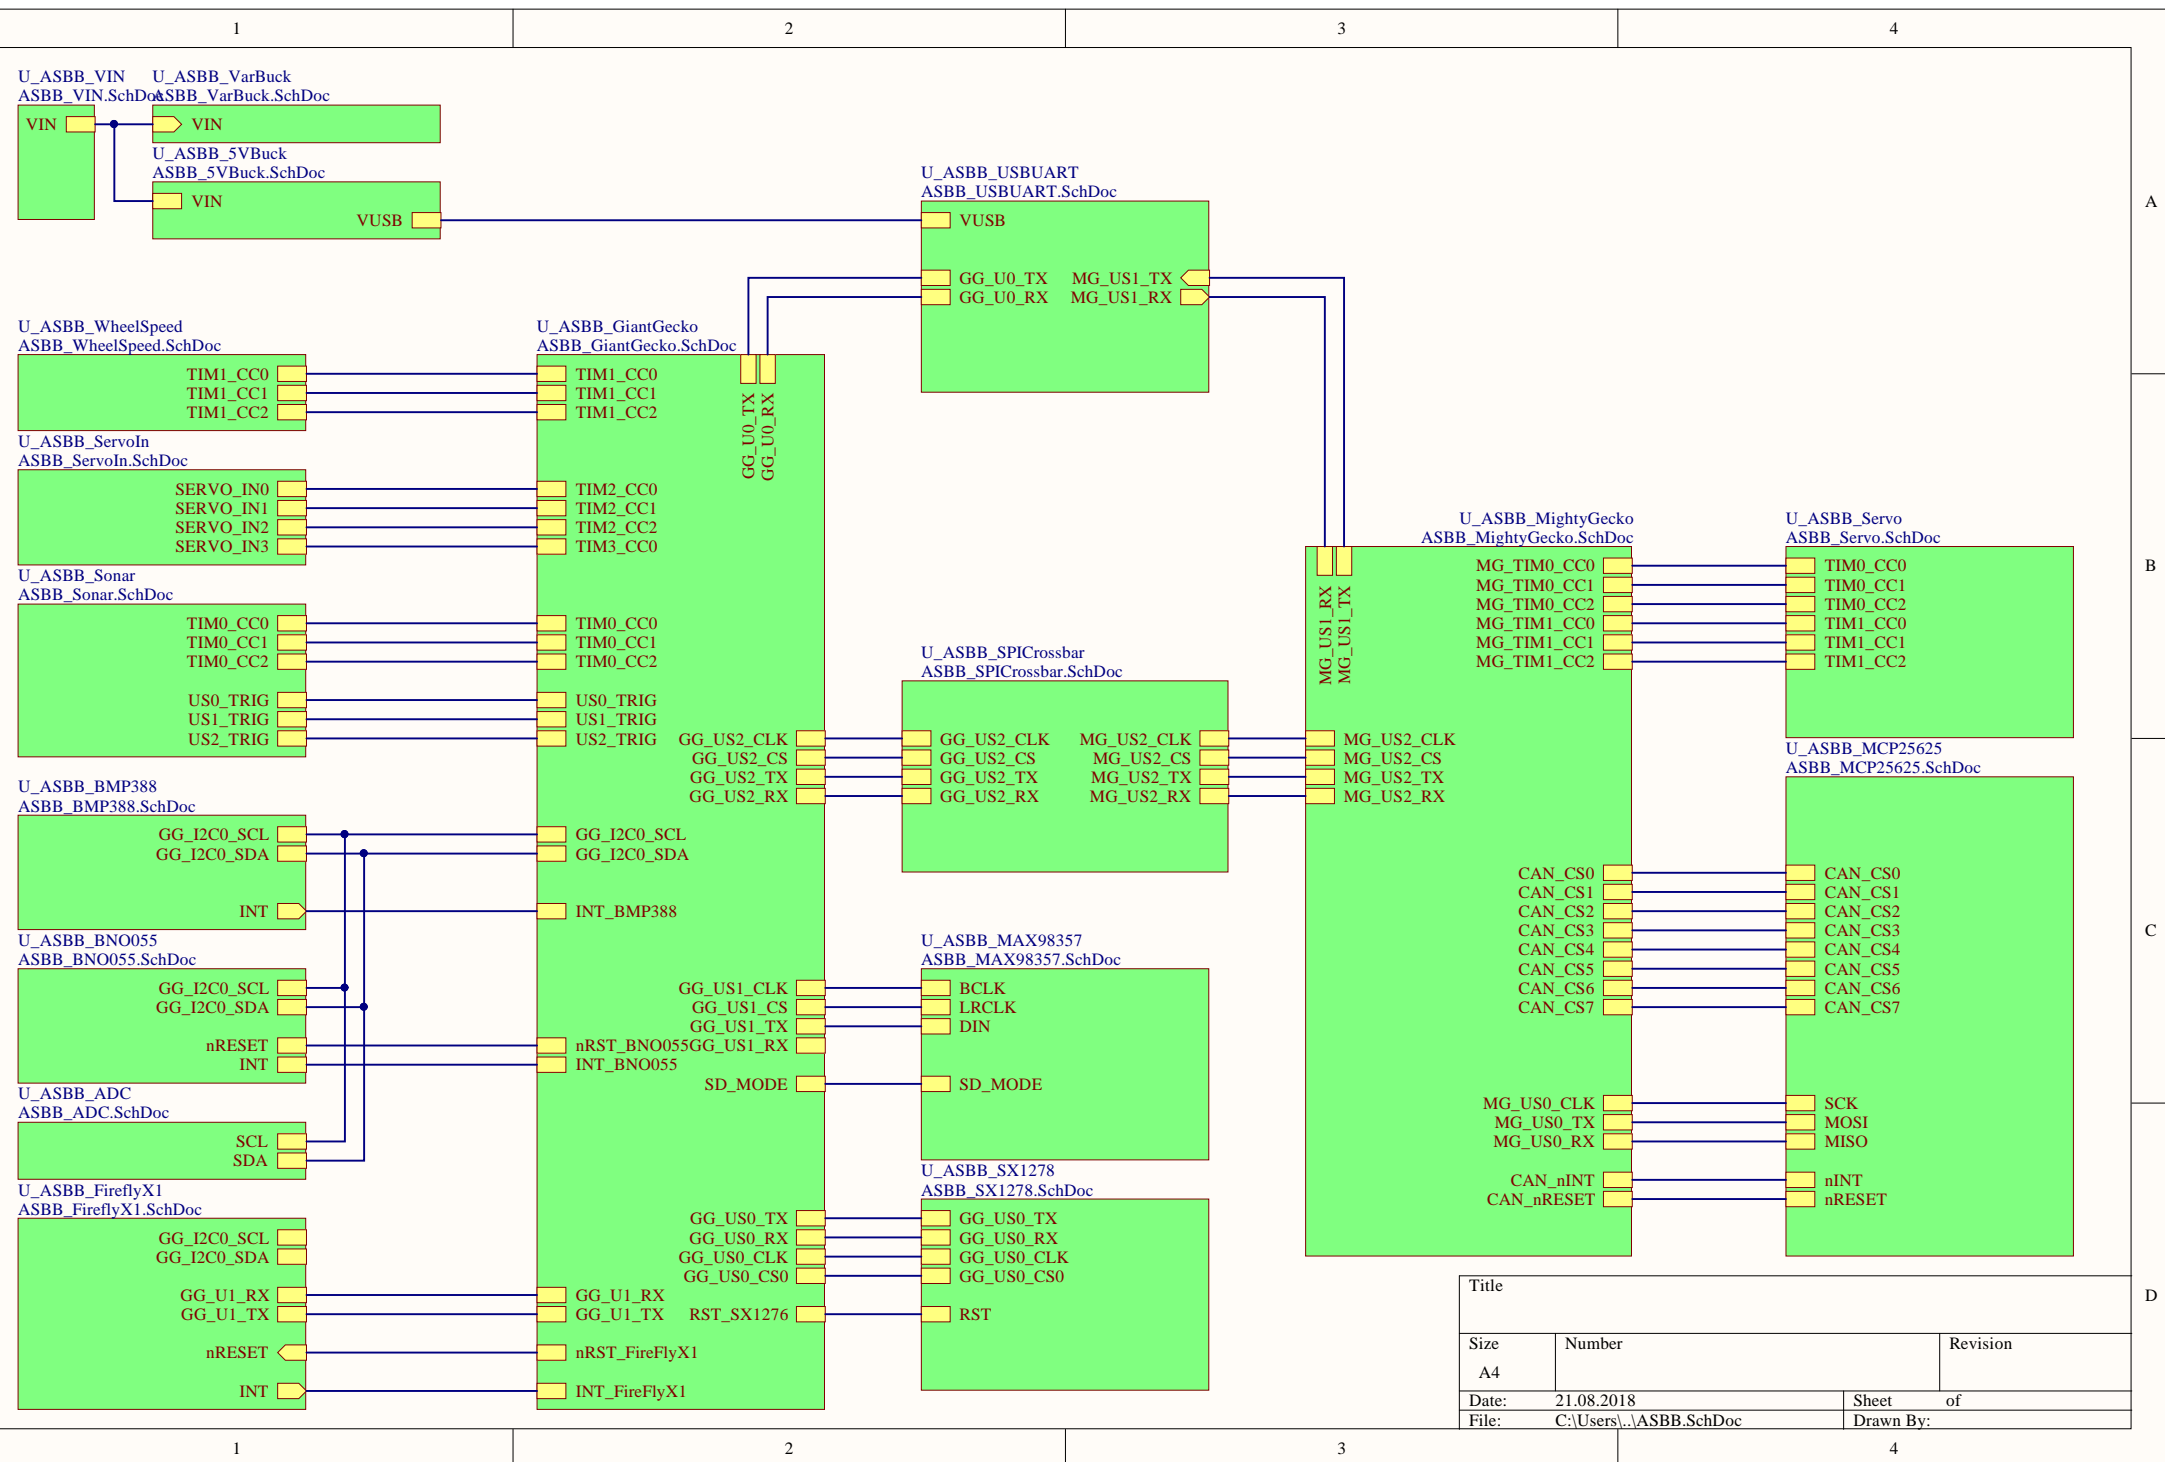 1
2
3
4
U_ASBB_VIN
ASBB_VIN.SchDoc
VIN
U_ASBB_VarBuck
ASBB_VarBuck.SchDoc
VIN
U_ASBB_5VBuck
ASBB_5VBuck.SchDoc
VIN
VUSB
U_ASBB_USBUART
ASBB_USBUART.SchDoc
VUSB
GG_U0_TX
GG_U0_RX
MG_US1_TX
MG_US1_RX
A
U_ASBB_WheelSpeed
ASBB_WheelSpeed.SchDoc
TIM1_CC0
TIM1_CC1
TIM1_CC2
U_ASBB_ServoIn
ASBB_ServoIn.SchDoc
SERVO_IN0
SERVO_IN1
SERVO_IN2
SERVO_IN3
U_ASBB_Sonar
ASBB_Sonar.SchDoc
TIM0_CC0
TIM0_CC1
TIM0_CC2
US0_TRIG
US1_TRIG
US2_TRIG
U_ASBB_BMP388
ASBB_BMP388.SchDoc
GG_I2C0_SCL
GG_I2C0_SDA
INT
U_ASBB_BNO055
ASBB_BNO055.SchDoc
GG_I2C0_SCL
GG_I2C0_SDA
nRESET
INT
U_ASBB_ADC
ASBB_ADC.SchDoc
SCL
SDA
U_ASBB_FireflyX1
ASBB_FireflyX1.SchDoc
GG_I2C0_SCL
GG_I2C0_SDA
GG_U1_RX
GG_U1_TX
nRESET
INT
U_ASBB_GiantGecko
ASBB_GiantGecko.SchDoc
TIM1_CC0
TIM1_CC1
TIM1_CC2
GG_U0_TX
GG_U0_RX
TIM2_CC0
TIM2_CC1
TIM2_CC2
TIM3_CC0
TIM0_CC0
TIM0_CC1
TIM0_CC2
US0_TRIG
US1_TRIG
US2_TRIG
GG_US2_CLK
GG_US2_CS
GG_US2_TX
GG_US2_RX
GG_I2C0_SCL
GG_I2C0_SDA
INT_BMP388
GG_US1_CLK
GG_US1_CS
GG_US1_TX
nRST_BNO055
GG_US1_RX
INT_BNO055
SD_MODE
GG_US0_TX
GG_US0_RX
GG_US0_CLK
GG_US0_CS0
GG_U1_RX
GG_U1_TX
RST_SX1276
nRST_FireFlyX1
INT_FireFlyX1
U_ASBB_SPICrossbar
ASBB_SPICrossbar.SchDoc
GG_US2_CLK
GG_US2_CS
GG_US2_TX
GG_US2_RX
MG_US2_CLK
MG_US2_CS
MG_US2_TX
MG_US2_RX
U_ASBB_MAX98357
ASBB_MAX98357.SchDoc
BCLK
LRCLK
DIN
SD_MODE
U_ASBB_SX1278
ASBB_SX1278.SchDoc
GG_US0_TX
GG_US0_RX
GG_US0_CLK
GG_US0_CS0
RST
U_ASBB_MightyGecko
ASBB_MightyGecko.SchDoc
MG_US1_RX
MG_US1_TX
MG_TIM0_CC0
MG_TIM0_CC1
MG_TIM0_CC2
MG_TIM1_CC0
MG_TIM1_CC1
MG_TIM1_CC2
MG_US2_CLK
MG_US2_CS
MG_US2_TX
MG_US2_RX
CAN_CS0
CAN_CS1
CAN_CS2
CAN_CS3
CAN_CS4
CAN_CS5
CAN_CS6
CAN_CS7
MG_US0_CLK
MG_US0_TX
MG_US0_RX
CAN_nINT
CAN_nRESET
U_ASBB_Servo
ASBB_Servo.SchDoc
TIM0_CC0
TIM0_CC1
TIM0_CC2
TIM1_CC0
TIM1_CC1
TIM1_CC2
U_ASBB_MCP25625
ASBB_MCP25625.SchDoc
CAN_CS0
CAN_CS1
CAN_CS2
CAN_CS3
CAN_CS4
CAN_CS5
CAN_CS6
CAN_CS7
SCK
MOSI
MISO
nINT
nRESET
B
C
D
Title
Size
Number
Revision
A4
Date: 21.08.2018
Sheet of
File: C:\Users\..\ASBB.SchDoc
Drawn By:
1
2
3
4